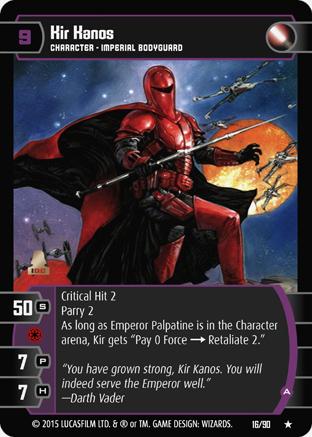 9
Kir Kanos
CHARACTER - IMPERIAL BODYGUARD
50 S
Critical Hit 2
Parry 2
As long as Emperor Palpatine is in the Character
arena, Kir gets “Pay 0 Force → Retaliate 2.”
7 P
7 H
“You have grown strong, Kir Kanos. You will
indeed serve the Emperor well.”
—Darth Vader
A
© 2015 LUCASFILM LTD. & ® or TM. GAME DESIGN: WIZARDS.
16/90
★